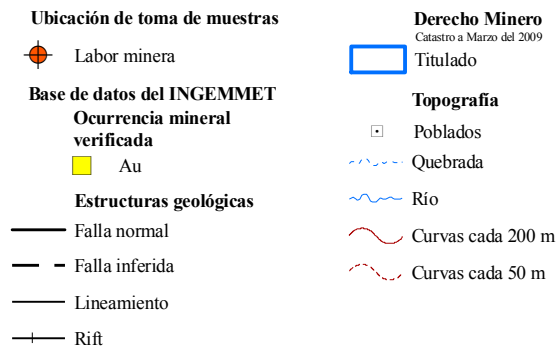 Ubicación de toma de muestras
Labor minera
Base de datos del INGEMMET
Ocurrencia mineral
verificada
Au
Estructuras geológicas
Falla normal
Falla inferida
Lineamiento
Rift
Derecho Minero
Catastro a Marzo del 2009
Titulado
Topografía
Poblados
Quebrada
Río
Curvas cada 200 m
Curvas cada 50 m